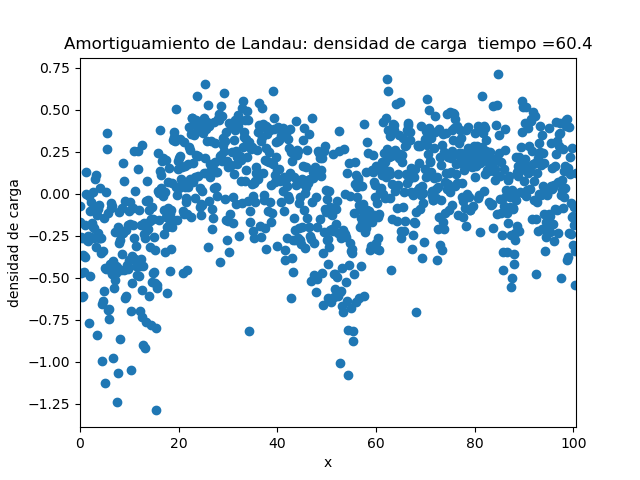 Amortiguamiento de Landau: densidad de carga  tiempo =60.4
0.75
0.50
0.25
0.00
−0.25
−0.50
−0.75
−1.00
−1.25
densidad de carga
0 20 40 60 80 100
x